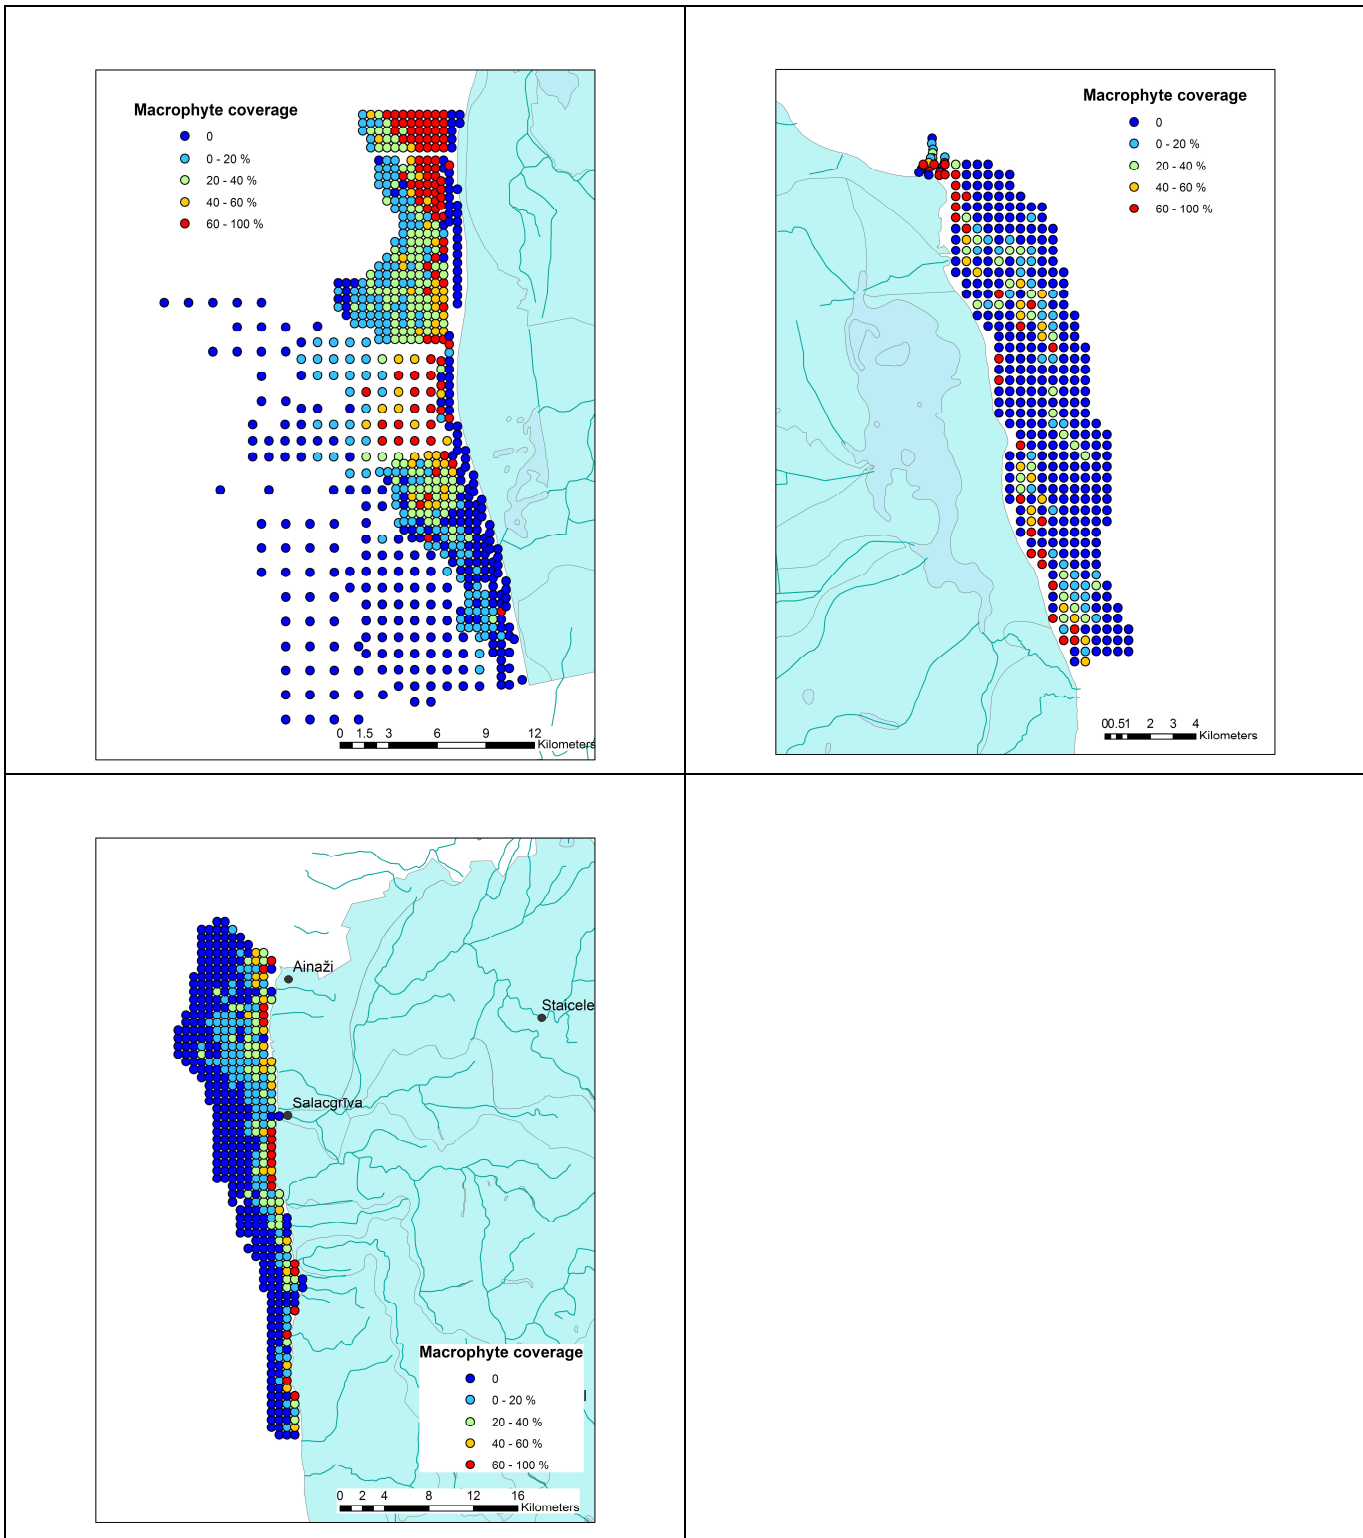 Macrophyte coverage
0
0 - 20 %
20 - 40 %
40 - 60 %
60 - 100 %
0 1.5 3 6 9 12
Kilometers
Macrophyte coverage
0
0 - 20 %
20 - 40 %
40 - 60 %
60 - 100 %
00.51 2 3 4
Kilometers
Ainaži
Staicele
Salacgrīva
Macrophyte coverage
0
0 - 20 %
20 - 40 %
40 - 60 %
60 - 100 %
0 2 4 8 12 16
Kilometers